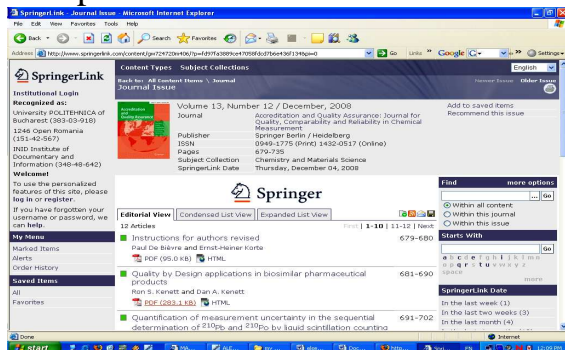 SpringerLink - Journal Issue - Microsoft Internet Explorer
File Edit View Favorites Tools Help
Back Search Favorites
Address http://www.springerlink.com/content/gw724720m406/?p=fd97fa3889ce47058fdcd7b6e436f1346pi=0 Go Links » Google Settings
Content Types Subject Collections English
SpringerLink
Back to: All Content Items \ Journal Newer Issue Older Issue
Journal Issue
Institutional Login
Recognized as:
University POLITEHNICA of
Bucharest (383-03-918)
1246 Open Romania
(151-42-567)
INID Institute of
Documentary and
Information (348-48-642)
Welcome!
To use the personalized
features of this site, please
log in or register.
If you have forgotten your
username or password, we
can help.
My Menu
Marked Items
Alerts
Order History
Saved Items
All
Favorites
Volume 13, Number 12 / December, 2008
Journal Accreditation and Quality Assurance: Journal for
Quality, Comparability and Reliability in Chemical
Measurement
Publisher Springer Berlin / Heidelberg
ISSN 0949-1775 (Print) 1432-0517 (Online)
Pages 679-735
Subject Collection Chemistry and Materials Science
SpringerLink Date Thursday, December 04, 2008
Add to saved items
Recommend this issue
Springer
Editorial View Condensed List View Expanded List View
12 Articles First | 1-10 | 11-12 | Next
Instructions for authors revised 679-680
Paul De Bièvre and Ernst-Heiner Korte
PDF (95.0 KB) HTML
Quality by Design applications in biosimilar pharmaceutical 681-690
products
Ron S. Kenett and Dan A. Kenett
PDF (283.1 KB) HTML
Quantification of measurement uncertainty in the sequential 691-702
determination of 210Pb and 210Po by liquid scintillation counting
Find more options
... Go
Within all content
Within this journal
Within this issue
Starts With
Go
a b c d e f g h i j k l m n
o p q r s t u v w x y z
space
more
SpringerLink Date
In the last week (1)
In the last two weeks (3)
In the last month (4)
Done Internet
start EN 12:05 PM